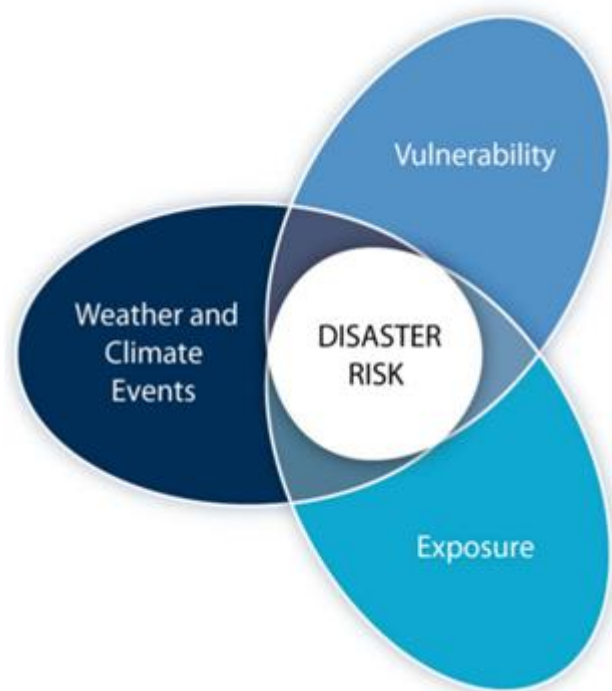 Vulnerability
Weather and
Climate
Events
DISASTER
RISK
Exposure